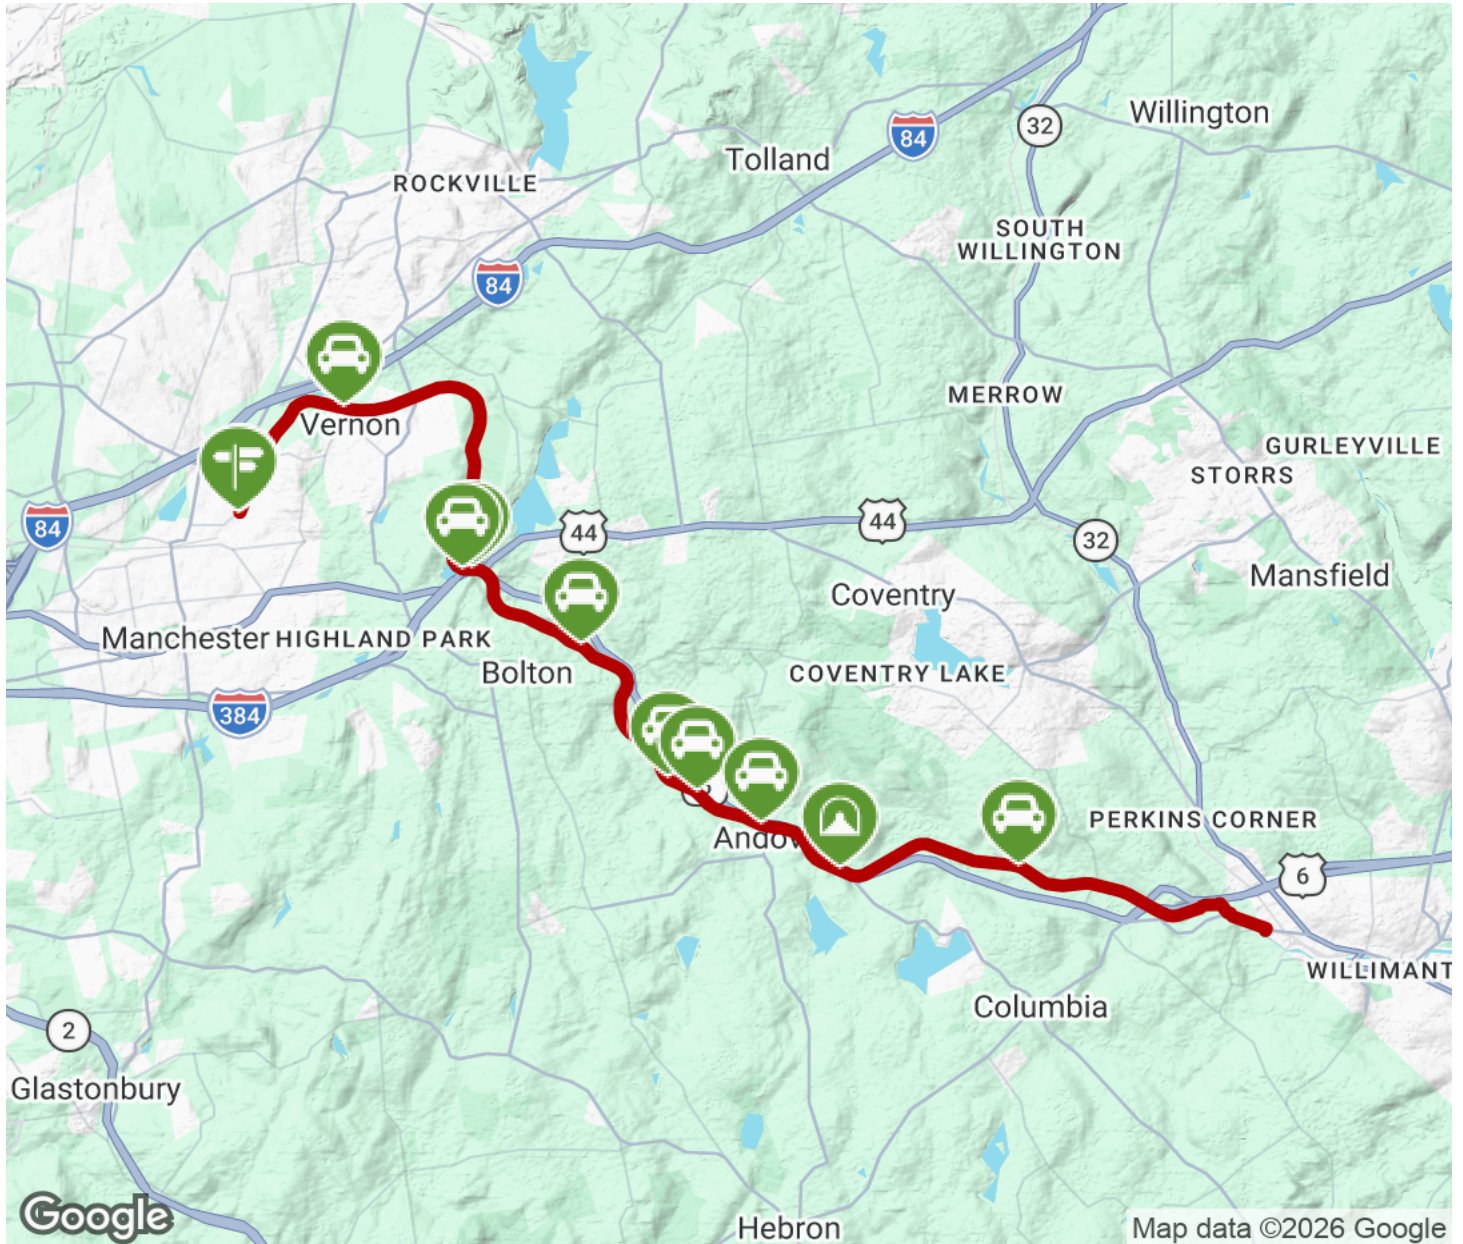 Willington
32
84
Tolland
ROCKVILLE
SOUTH
WILLINGTON
84
MERROW
Vernon
GURLEYVILLE
STORRS
84
44
44
32
Mansfield
Coventry
Manchester
HIGHLAND PARK
Bolton
COVENTRY LAKE
384
PERKINS CORNER
Andov
6
WILLIMANT
Columbia
2
Glastonbury
Hebron
Google
Map data ©2026 Google